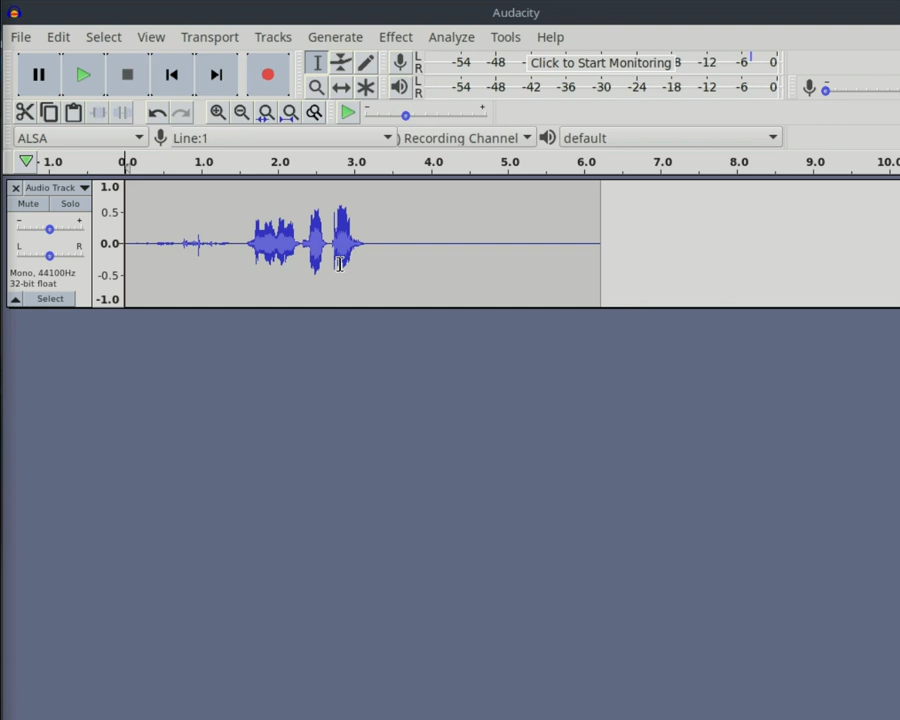 Audacity
File Edit Select View Transport Tracks Generate Effect Analyze Tools Help
L R -54 -48 - Click to Start Monitoring 8 -12 -6 0
L R -54 -48 -42 -36 -30 -24 -18 -12 -6 0
- +
ALSA Line:1 ) Recording Channel default
- 1.0 0.0 1.0 2.0 3.0 4.0 5.0 6.0 7.0 8.0 9.0 10.0
Audio Track 1.0
Mute Solo
- + 0.5
0.0
L R
-0.5
Mono, 44100Hz
32-bit float
Select -1.0